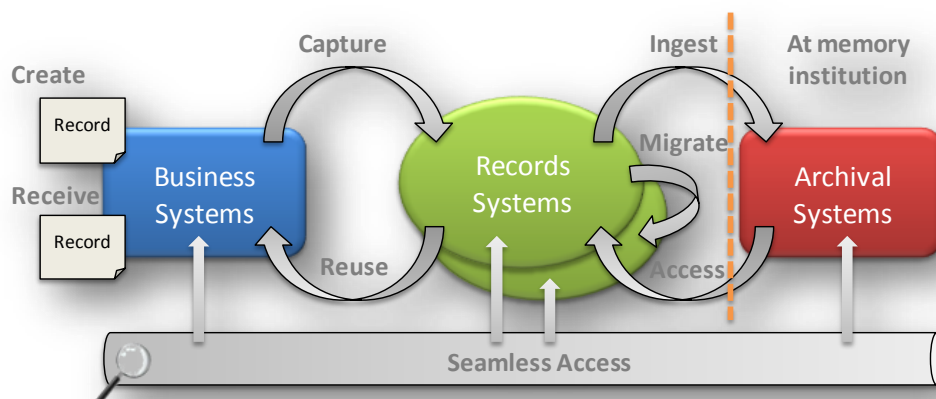 Capture
Ingest
At memory
institution
Create
Record
Migrate
Business
Systems
Records
Systems
Archival
Systems
Receive
Record
Reuse
Access
Seamless Access